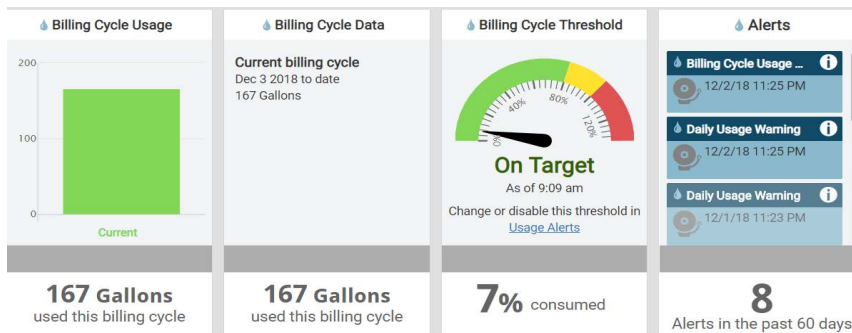 Billing Cycle Usage
200
100
0
Current
167 Gallons
used this billing cycle
Billing Cycle Data
Current billing cycle
Dec 3 2018 to date
167 Gallons
167 Gallons
used this billing cycle
Billing Cycle Threshold
0%
40%
80%
120%
On Target
As of 9:09 am
Change or disable this threshold in
Usage Alerts
7% consumed
Alerts
Billing Cycle Usage ...
12/2/18 11:25 PM
Daily Usage Warning
12/2/18 11:25 PM
Daily Usage Warning
12/1/18 11:23 PM
8
Alerts in the past 60 days